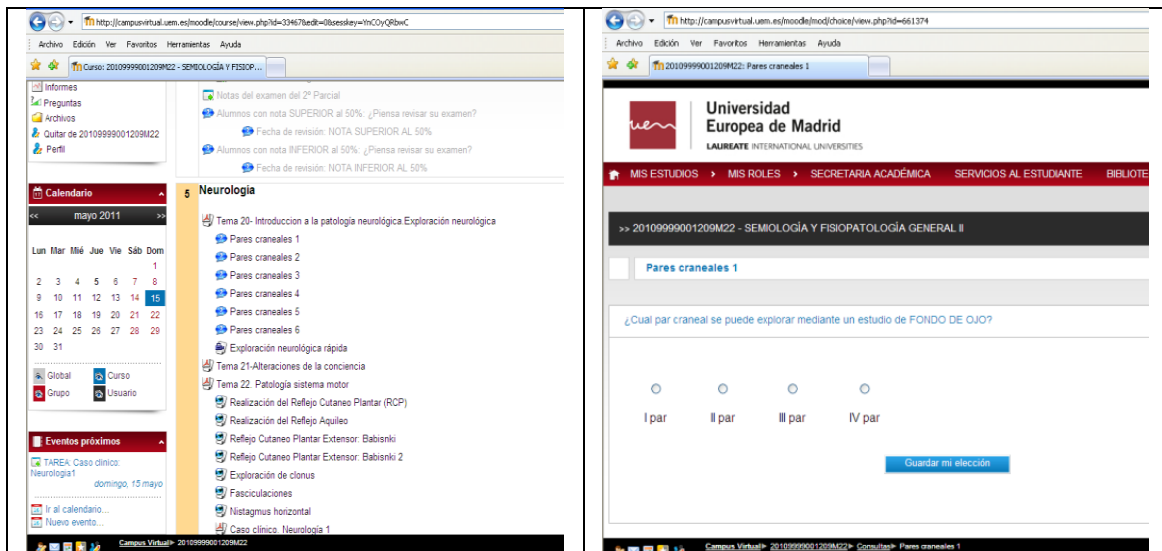 http://campusvirtual.uem.es/moodle/course/view.php?id=33467&edit=0&sesskey=YnCOyQRbwC
Archivo Edición Ver Favoritos Herramientas Ayuda
Curso: 20109999001209M22 - SEMIOLOGÍA Y FISIOP...
Informes
Preguntas
Archivos
Quitar de 20109999001209M22
Perfil
Notas del examen del 2º Parcial
Alumnos con nota SUPERIOR al 50%: ¿Piensa revisar su examen?
Fecha de revisión: NOTA SUPERIOR AL 50%
Alumnos con nota INFERIOR al 50%: ¿Piensa revisar su examen?
Fecha de revisión: NOTA INFERIOR AL 50%
Calendario
<< mayo 2011 >>
Lun Mar Mié Jue Vie Sáb Dom
1
2 3 4 5 6 7 8
9 10 11 12 13 14 15
16 17 18 19 20 21 22
23 24 25 26 27 28 29
30 31
Global Curso
Grupo Usuario
Eventos próximos
TAREA: Caso clinico:
Neurologia1
domingo, 15 mayo
Ir al calendario...
Nuevo evento...
5 Neurología
Tema 20- Introduccion a la patología neurológica.Exploración neurológica
Pares craneales 1
Pares craneales 2
Pares craneales 3
Pares craneales 4
Pares craneales 5
Pares craneales 6
Exploración neurológica rápida
Tema 21-Alteraciones de la conciencia
Tema 22. Patología sistema motor
Realización del Reflejo Cutaneo Plantar (RCP)
Realización del Reflejo Aquileo
Reflejo Cutaneo Plantar Extensor: Babisnki
Reflejo Cutaneo Plantar Extensor: Babisnki 2
Exploración de clonus
Fasciculaciones
Nistagmus horizontal
Caso clínico. Neurología 1
Campus Virtual► 20109999001209M22
http://campusvirtual.uem.es/moodle/mod/choice/view.php?id=661374
Archivo Edición Ver Favoritos Herramientas Ayuda
20109999001209M22: Pares craneales 1
uem
Universidad
Europea de Madrid
LAUREATE INTERNATIONAL UNIVERSITIES
MIS ESTUDIOS > MIS ROLES > SECRETARIA ACADÉMICA SERVICIOS AL ESTUDIANTE BIBLIOTE
>> 20109999001209M22 - SEMIOLOGÍA Y FISIOPATOLOGÍA GENERAL II
Pares craneales 1
¿Cual par craneal se puede explorar mediante un estudio de FONDO DE OJO?
I par II par III par IV par
Guardar mi elección
Campus Virtual► 20109999001209M22► Consultas► Pares craneales 1